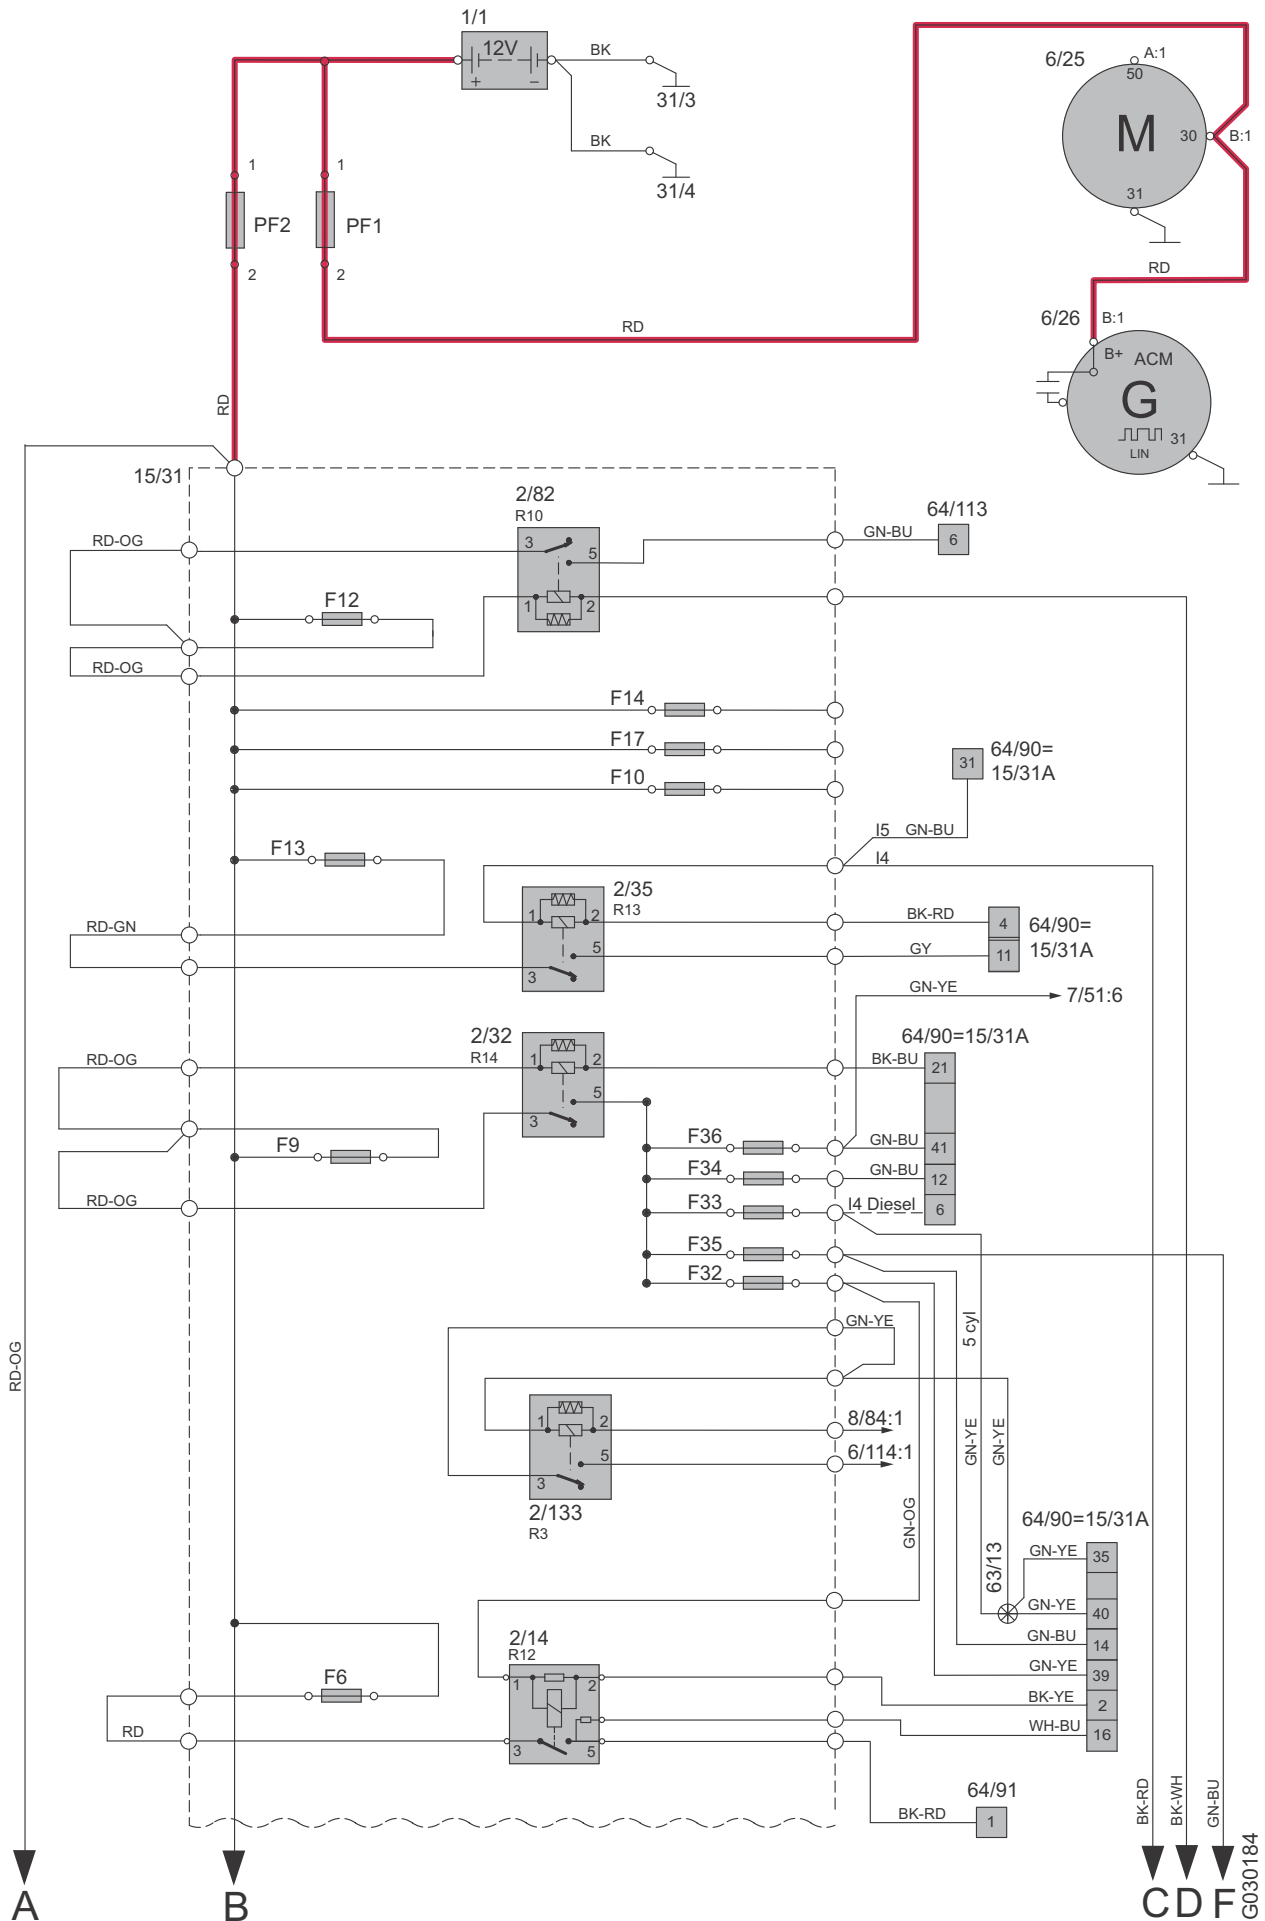 1/1
12V
+
−
BK
31/3
BK
31/4
6/25
A:1
50
M
30
B:1
31
1
PF2
2
1
PF1
2
RD
RD
6/26
B:1
B+
ACM
G
31
LIN
RD
15/31
2/82
R10
3
5
1
2
RD-OG
F12
RD-OG
GN-BU
64/113
6
F14
F17
F10
64/90=
15/31A
31
I5
GN-BU
I4
F13
RD-GN
2/35
R13
1
2
5
3
BK-RD
GY
4
11
64/90=
15/31A
GN-YE
7/51:6
2/32
R14
1
2
5
3
RD-OG
F9
RD-OG
64/90=15/31A
BK-BU
21
F36
GN-BU
41
F34
GN-BU
12
F33
I4 Diesel
6
F35
F32
GN-YE
5 cyl
RD-OG
1
2
5
3
2/133
R3
8/84:1
6/114:1
GN-YE
GN-YE
GN-OG
63/13
64/90=15/31A
GN-YE
35
GN-YE
40
GN-BU
14
GN-YE
39
BK-YE
2
WH-BU
16
2/14
R12
1
2
3
5
F6
RD
64/91
BK-RD
1
BK-RD
BK-WH
GN-BU
A
B
C
D
F
G030184